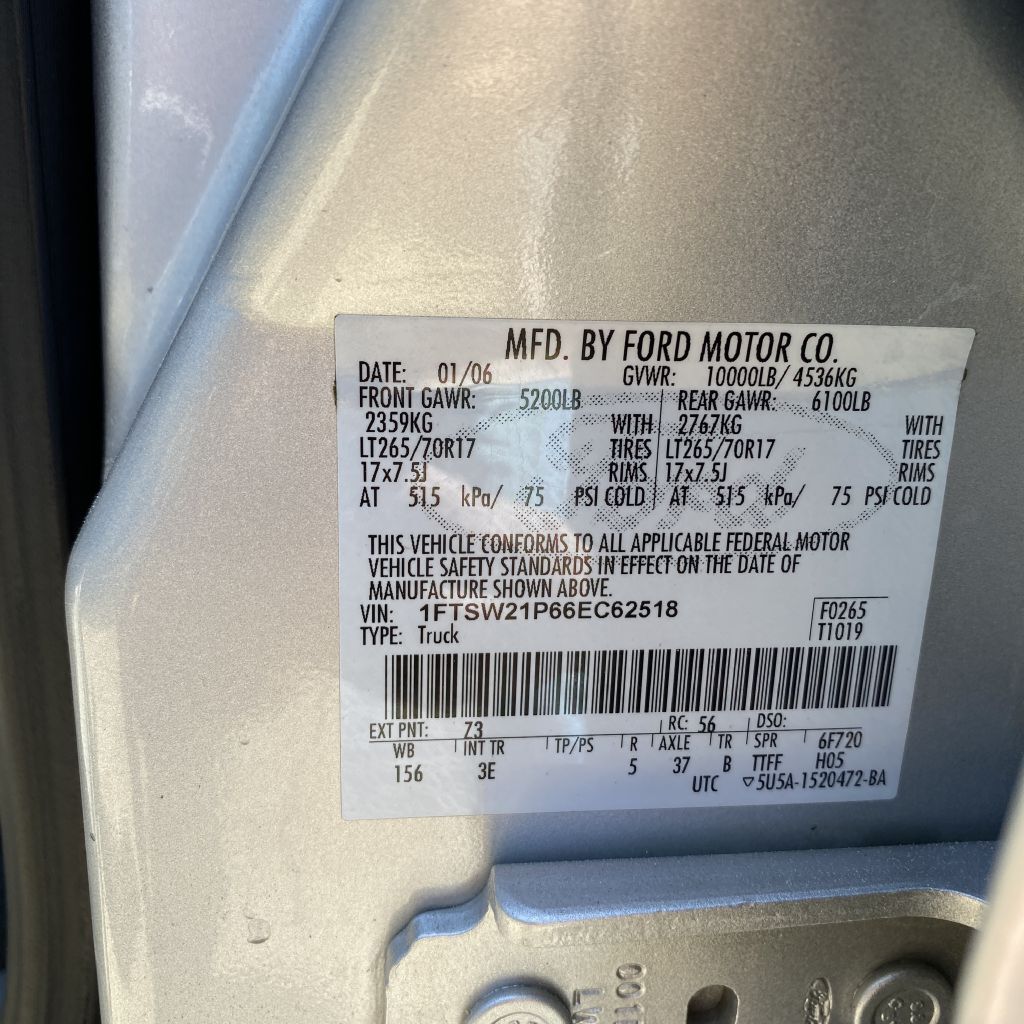 MFD. BY FORD MOTOR CO.
DATE: 01/06 GVWR: 10000LB/ 4536KG
FRONT GAWR: 5200LB REAR GAWR: 6100LB
2359KG WITH 2767KG WITH
LT265/70R17 TIRES LT265/70R17 TIRES
17x7.5J RIMS 17x7.5J RIMS
AT 515 kPa/ 75 PSI COLD AT 515 kPa/ 75 PSI COLD
THIS VEHICLE CONFORMS TO ALL APPLICABLE FEDERAL MOTOR
VEHICLE SAFETY STANDARDS IN EFFECT ON THE DATE OF
MANUFACTURE SHOWN ABOVE.
VIN: 1FTSW21P66EC62518 F0265
TYPE: Truck T1019
EXT PNT: Z3 RC: 56 DSO:
WB INT TR TP/PS R AXLE TR SPR 6F720
156 3E 5 37 B TTFF H05
UTC ▽5U5A-1520472-BA